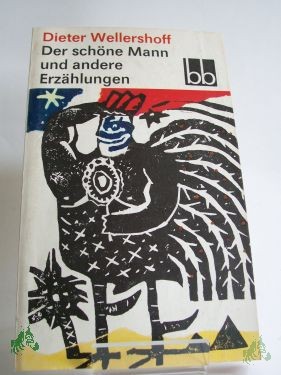 Dieter Wellershoff
Der schöne Mann
und andere
Erzählungen
bb